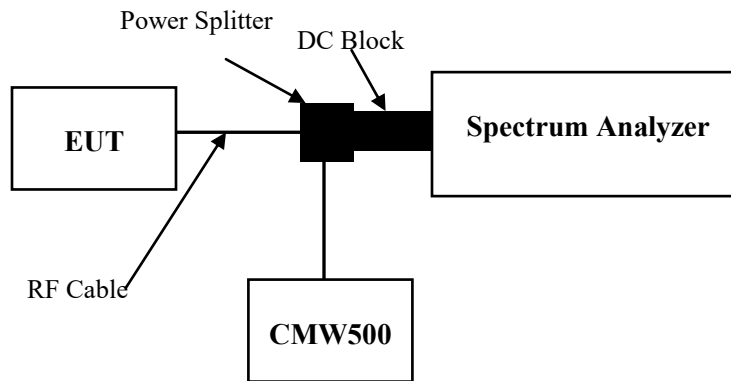 Power Splitter
DC Block
EUT
Spectrum Analyzer
RF Cable
CMW500